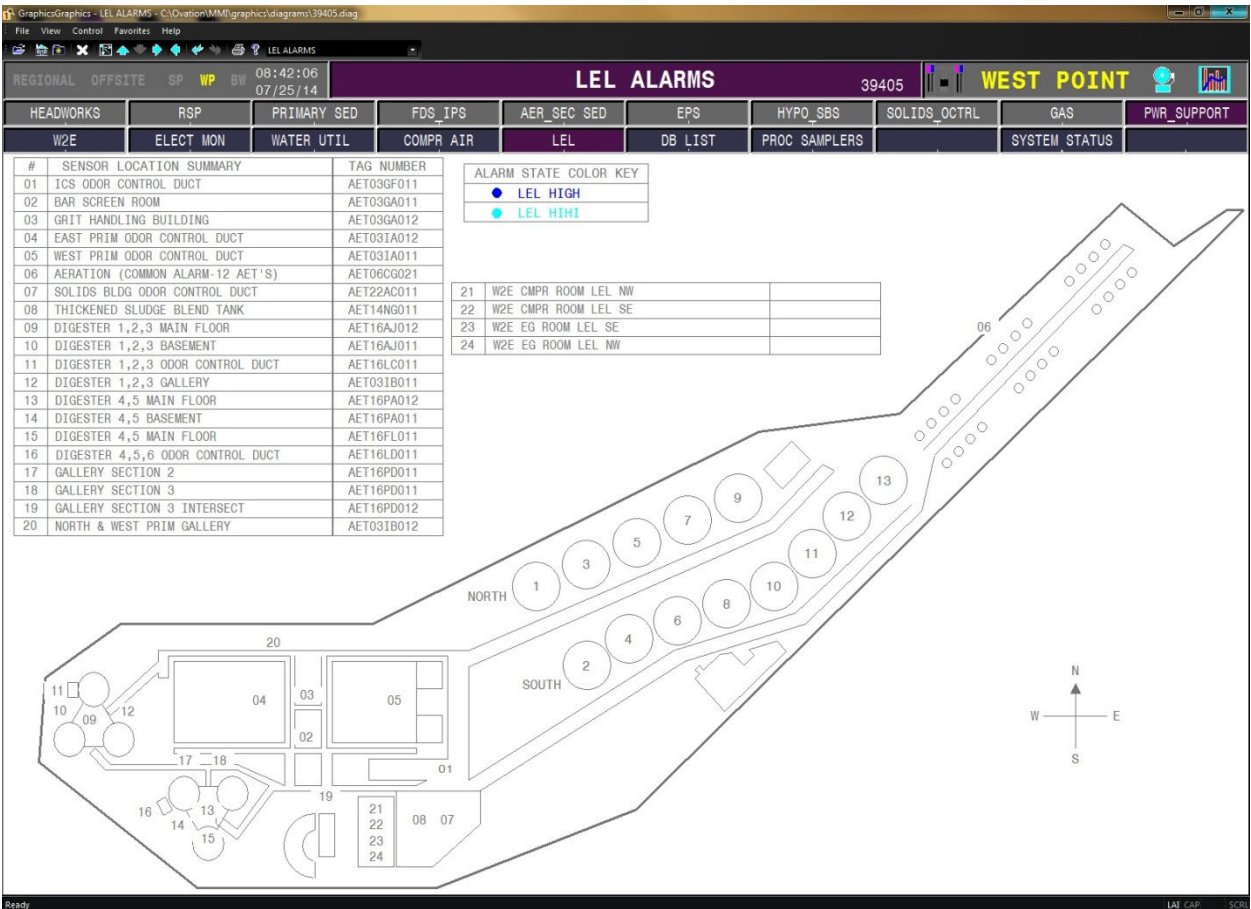 GraphicsGraphics - LEL ALARMS - C:\Ovation\MMI\graphics\diagrams\39405.diag
File View Control Favorites Help
LEL ALARMS
REGIONAL OFFSITE SP WP BW 08:42:06 07/25/14 LEL ALARMS 39405 WEST POINT
HEADWORKS RSP PRIMARY SED FDS_IPS AER_SEC SED EPS HYPO_SBS SOLIDS_OCTRL GAS PWR_SUPPORT
W2E ELECT MON WATER UTIL COMPR AIR LEL DB LIST PROC SAMPLERS SYSTEM STATUS
# SENSOR LOCATION SUMMARY TAG NUMBER
01 ICS ODOR CONTROL DUCT AET03GF011
02 BAR SCREEN ROOM AET03GA011
03 GRIT HANDLING BUILDING AET03GA012
04 EAST PRIM ODOR CONTROL DUCT AET03IA012
05 WEST PRIM ODOR CONTROL DUCT AET03IA011
06 AERATION (COMMON ALARM-12 AET'S) AET06CG021
07 SOLIDS BLDG ODOR CONTROL DUCT AET22AC011
08 THICKENED SLUDGE BLEND TANK AET14NG011
09 DIGESTER 1,2,3 MAIN FLOOR AET16AJ012
10 DIGESTER 1,2,3 BASEMENT AET16AJ011
11 DIGESTER 1,2,3 ODOR CONTROL DUCT AET16LC011
12 DIGESTER 1,2,3 GALLERY AET03IB011
13 DIGESTER 4,5 MAIN FLOOR AET16PA012
14 DIGESTER 4,5 BASEMENT AET16PA011
15 DIGESTER 4,5 MAIN FLOOR AET16FL011
16 DIGESTER 4,5,6 ODOR CONTROL DUCT AET16LD011
17 GALLERY SECTION 2 AET16PD011
18 GALLERY SECTION 3 AET16PD011
19 GALLERY SECTION 3 INTERSECT AET16PD012
20 NORTH & WEST PRIM GALLERY AET03IB012
ALARM STATE COLOR KEY
LEL HIGH
LEL HIHI
21 W2E CMPR ROOM LEL NW
22 W2E CMPR ROOM LEL SE
23 W2E EG ROOM LEL SE
24 W2E EG ROOM LEL NW
06
13
9
12
7
5
11
3
1
10
NORTH
8
6
4
2
SOUTH
20
11
03
04
05
10
09
12
02
17
18
01
19
16
13
14
15
21
22
23
24
08 07
N
W E
S
Ready LAI CAP SCRL